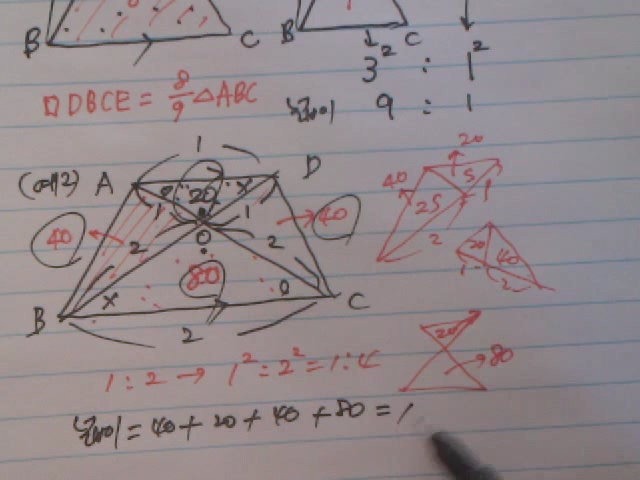 B C
B C
3² : 1²
□DBCE = 8/9 △ABC
넓이 9 : 1
1
(예2) A D
20
1 1
40 2 2 40
80
B C
2
20
40 25 5 1
2
20 40
1 2
20
80
1 : 2 → 1² : 2² = 1 : 4
넓이 = 40 + 20 + 40 + 80 = 1